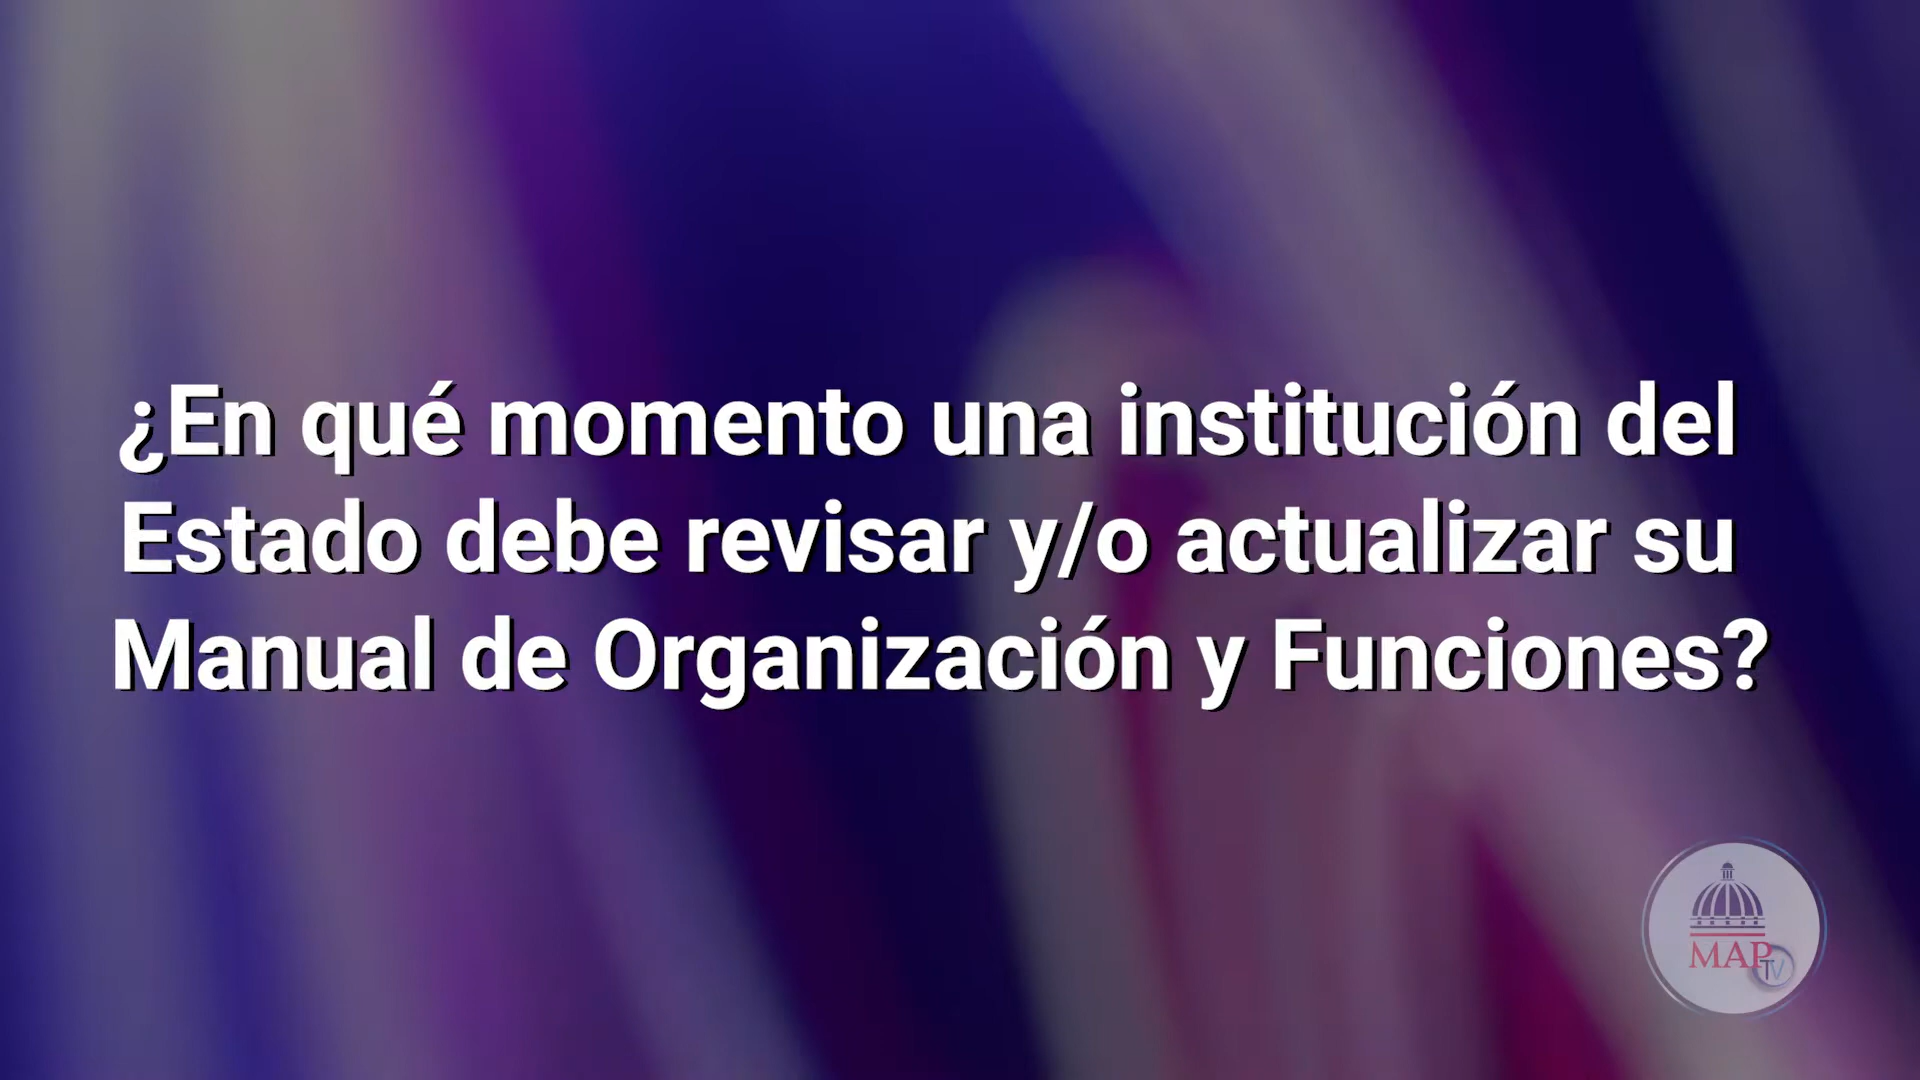 ¿En qué momento una institución del
Estado debe revisar y/o actualizar su
Manual de Organización y Funciones?
MAP
TV